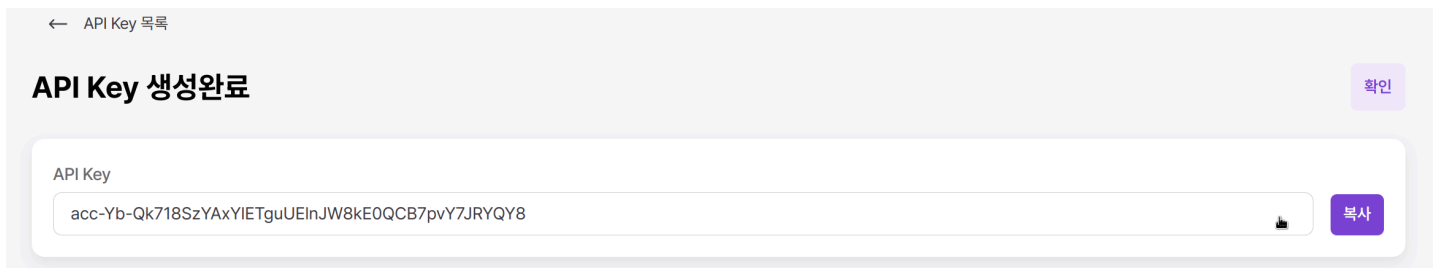 ← API Key 목록
API Key 생성완료
확인
API Key
acc-Yb-Qk718SzYAxYlETguUElnJW8kE0QCB7pvY7JRYQY8
복사